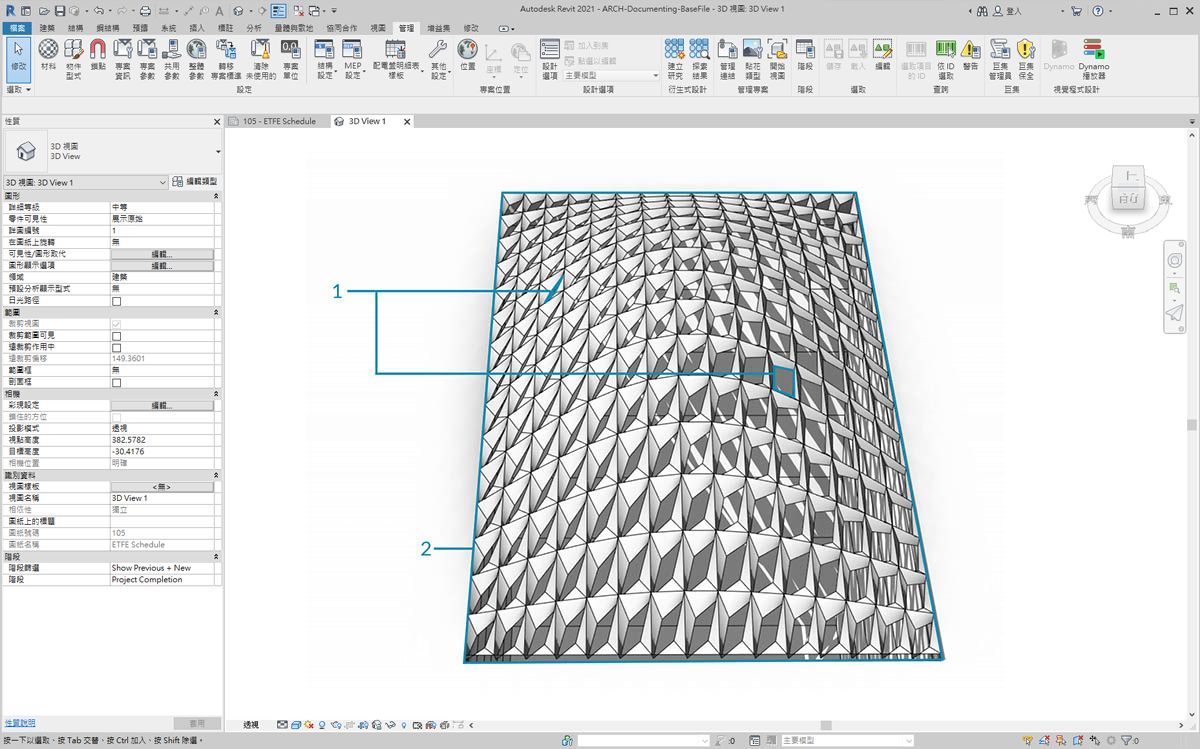 Autodesk Revit 2021 - ARCH-Documenting-BaseFile - 3D 視圖: 3D View 1
登入
檔案 建築 結構 鋼結構 預鑄 系統 插入 標註 分析 量體與敷地 協同合作 視圖 管理 增益集 修改
修改
材料
物件型式
鎖點
專案資訊
專案參數
共用參數
整體參數
轉移專案標準
清除未使用的
專案單位
結構設定
MEP設定
配電盤明細表樣板
其他設定
位置
座標
定位
設計選項
加入到集
點選以編輯
主要模型
建立研究
探索結果
管理連結
貼花類型
開始視圖
階段
儲存
載入
編輯
選取項目的 ID
依 ID 選取
警告
巨集管理員
巨集保全
Dynamo
Dynamo 播放器
選取 設定 專案位置 設計選項 衍生式設計 管理專案 階段 選取 查詢 巨集 視覺程式設計
性質
105 - ETFE Schedule
3D View 1
3D 視圖
3D View
3D 視圖: 3D View 1
編輯類型
圖形
詳細等級 中等
零件可見性 展示原始
詳圖編號 1
在圖紙上旋轉 無
可見性/圖形取代 編輯...
圖形顯示選項 編輯...
領域 建築
預設分析顯示型式 無
日光路徑
範圍
裁剪視圖
裁剪範圍可見
遠裁剪作用中
遠裁剪偏移 149.3601
範圍框 無
剖面框
相機
彩現設定 編輯...
鎖住的方位
投影模式 透視
視點高度 382.5782
目標高度 -30.4176
相機位置 明確
識別資料
視圖樣板 <無>
視圖名稱 3D View 1
相依性 獨立
圖紙上的標題
圖紙號碼 105
圖紙名稱 ETFE Schedule
階段
階段篩選 Show Previous + New
階段 Project Completion
1
2
上
前
南
性質說明
套用
透視
按一下以選取、按 Tab 交替、按 Ctrl 加入、按 Shift 除選。
:0
主要模型
:0